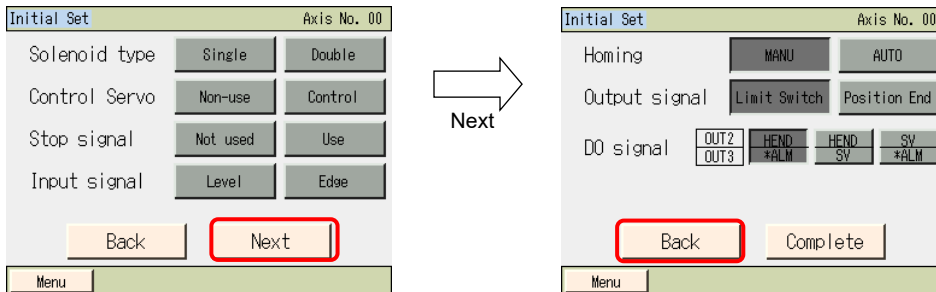 Initial Set Axis No. 00
Solenoid type Single Double
Control Servo Non-use Control
Stop signal Not used Use
Input signal Level Edge
Back Next
Menu
Next
Initial Set Axis No. 00
Homing MANU AUTO
Output signal Limit Switch Position End
DO signal OUT2 HEND HEND SV
OUT3 *ALM SV *ALM
Back Complete
Menu